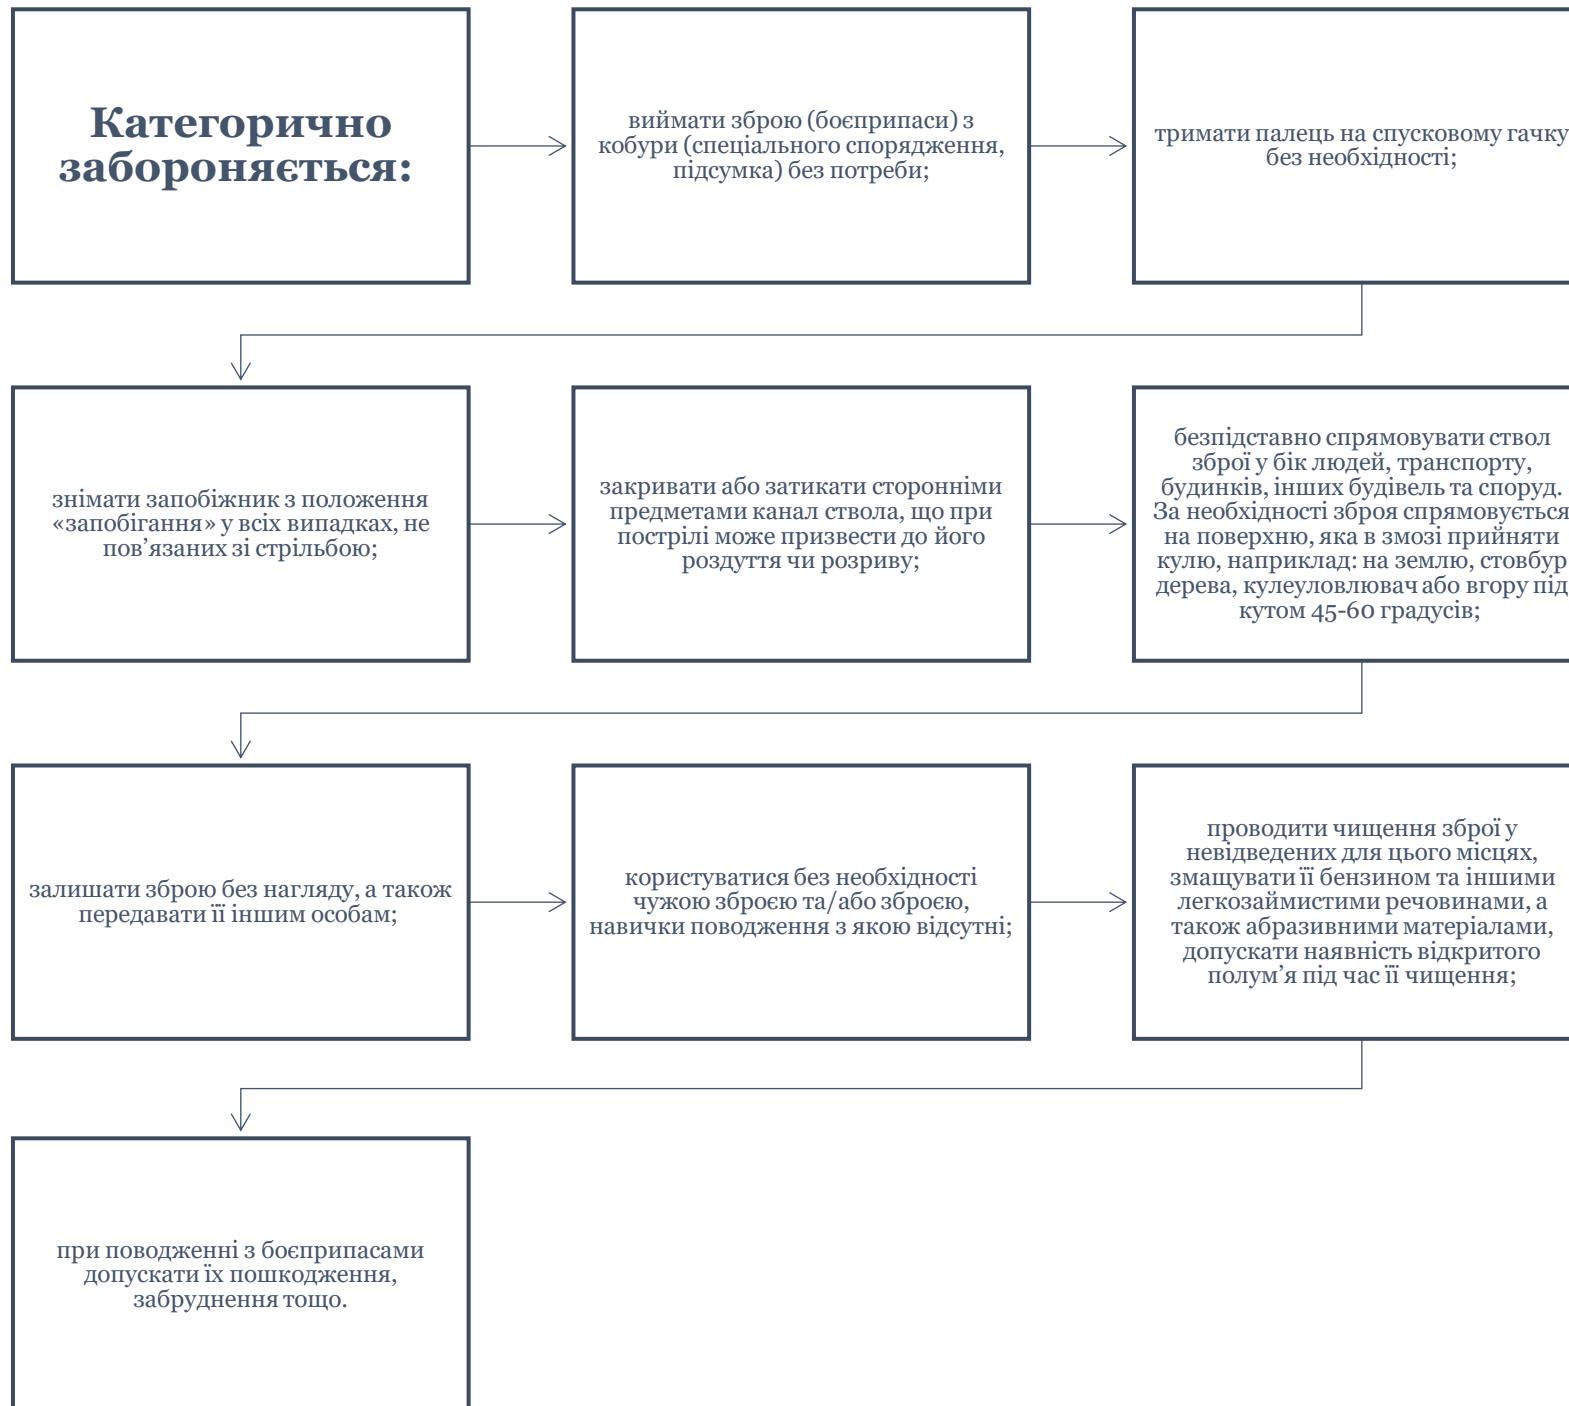 Категорично
забороняється:
виймати зброю (боєприпаси) з
кобури (спеціального спорядження,
підсумка) без потреби;
тримати палець на спусковому гачку
без необхідності;
знімати запобіжник з положення
«запобігання» у всіх випадках, не
пов’язаних зі стрільбою;
закривати або затикати сторонніми
предметами канал ствола, що при
пострілі може призвести до його
роздуття чи розриву;
безпідставно спрямовувати ствол
зброї у бік людей, транспорту,
будинків, інших будівель та споруд.
За необхідності зброя спрямовується
на поверхню, яка в змозі прийняти
кулю, наприклад: на землю, стовбур
дерева, кулеуловлювач або вгору під
кутом 45-60 градусів;
залишати зброю без нагляду, а також
передавати її іншим особам;
користуватися без необхідності
чужою зброєю та/або зброєю,
навички поводження з якою відсутні;
проводити чищення зброї у
невідведених для цього місцях,
змащувати її бензином та іншими
легкозаймистими речовинами, а
також абразивними матеріалами,
допускати наявність відкритого
полум’я під час її чищення;
при поводженні з боєприпасами
допускати їх пошкодження,
забруднення тощо.